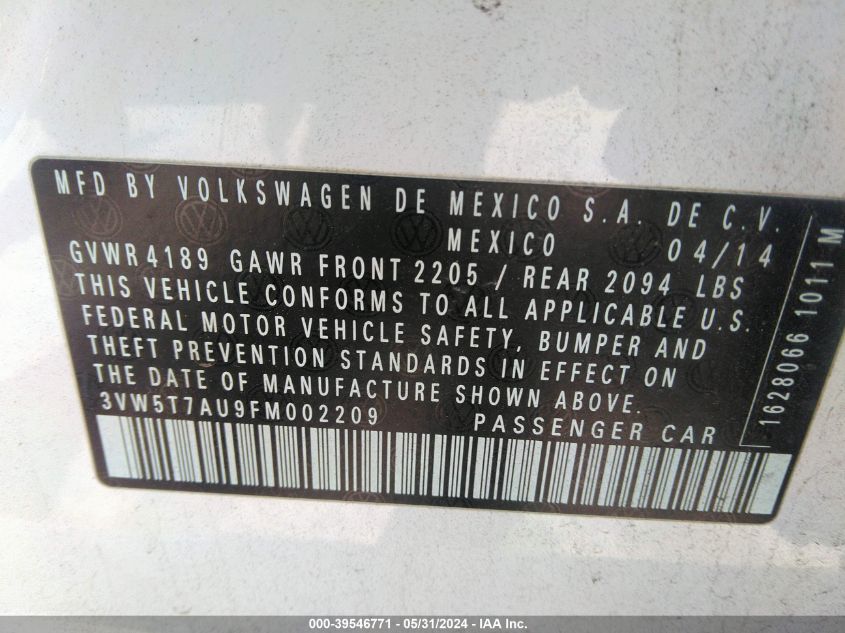 MFD BY VOLKSWAGEN DE MEXICO S.A. DE C.V.
MEXICO 04/14
GVWR 4189 GAWR FRONT 2205 / REAR 2094 LBS
THIS VEHICLE CONFORMS TO ALL APPLICABLE U.S.
FEDERAL MOTOR VEHICLE SAFETY, BUMPER AND
THEFT PREVENTION STANDARDS IN EFFECT ON
THE DATE OF MANUFACTURE SHOWN ABOVE.
3VW5T7AU9FM002209 PASSENGER CAR
1628066 1011 M
000-39546771 - 05/31/2024 - IAA Inc.